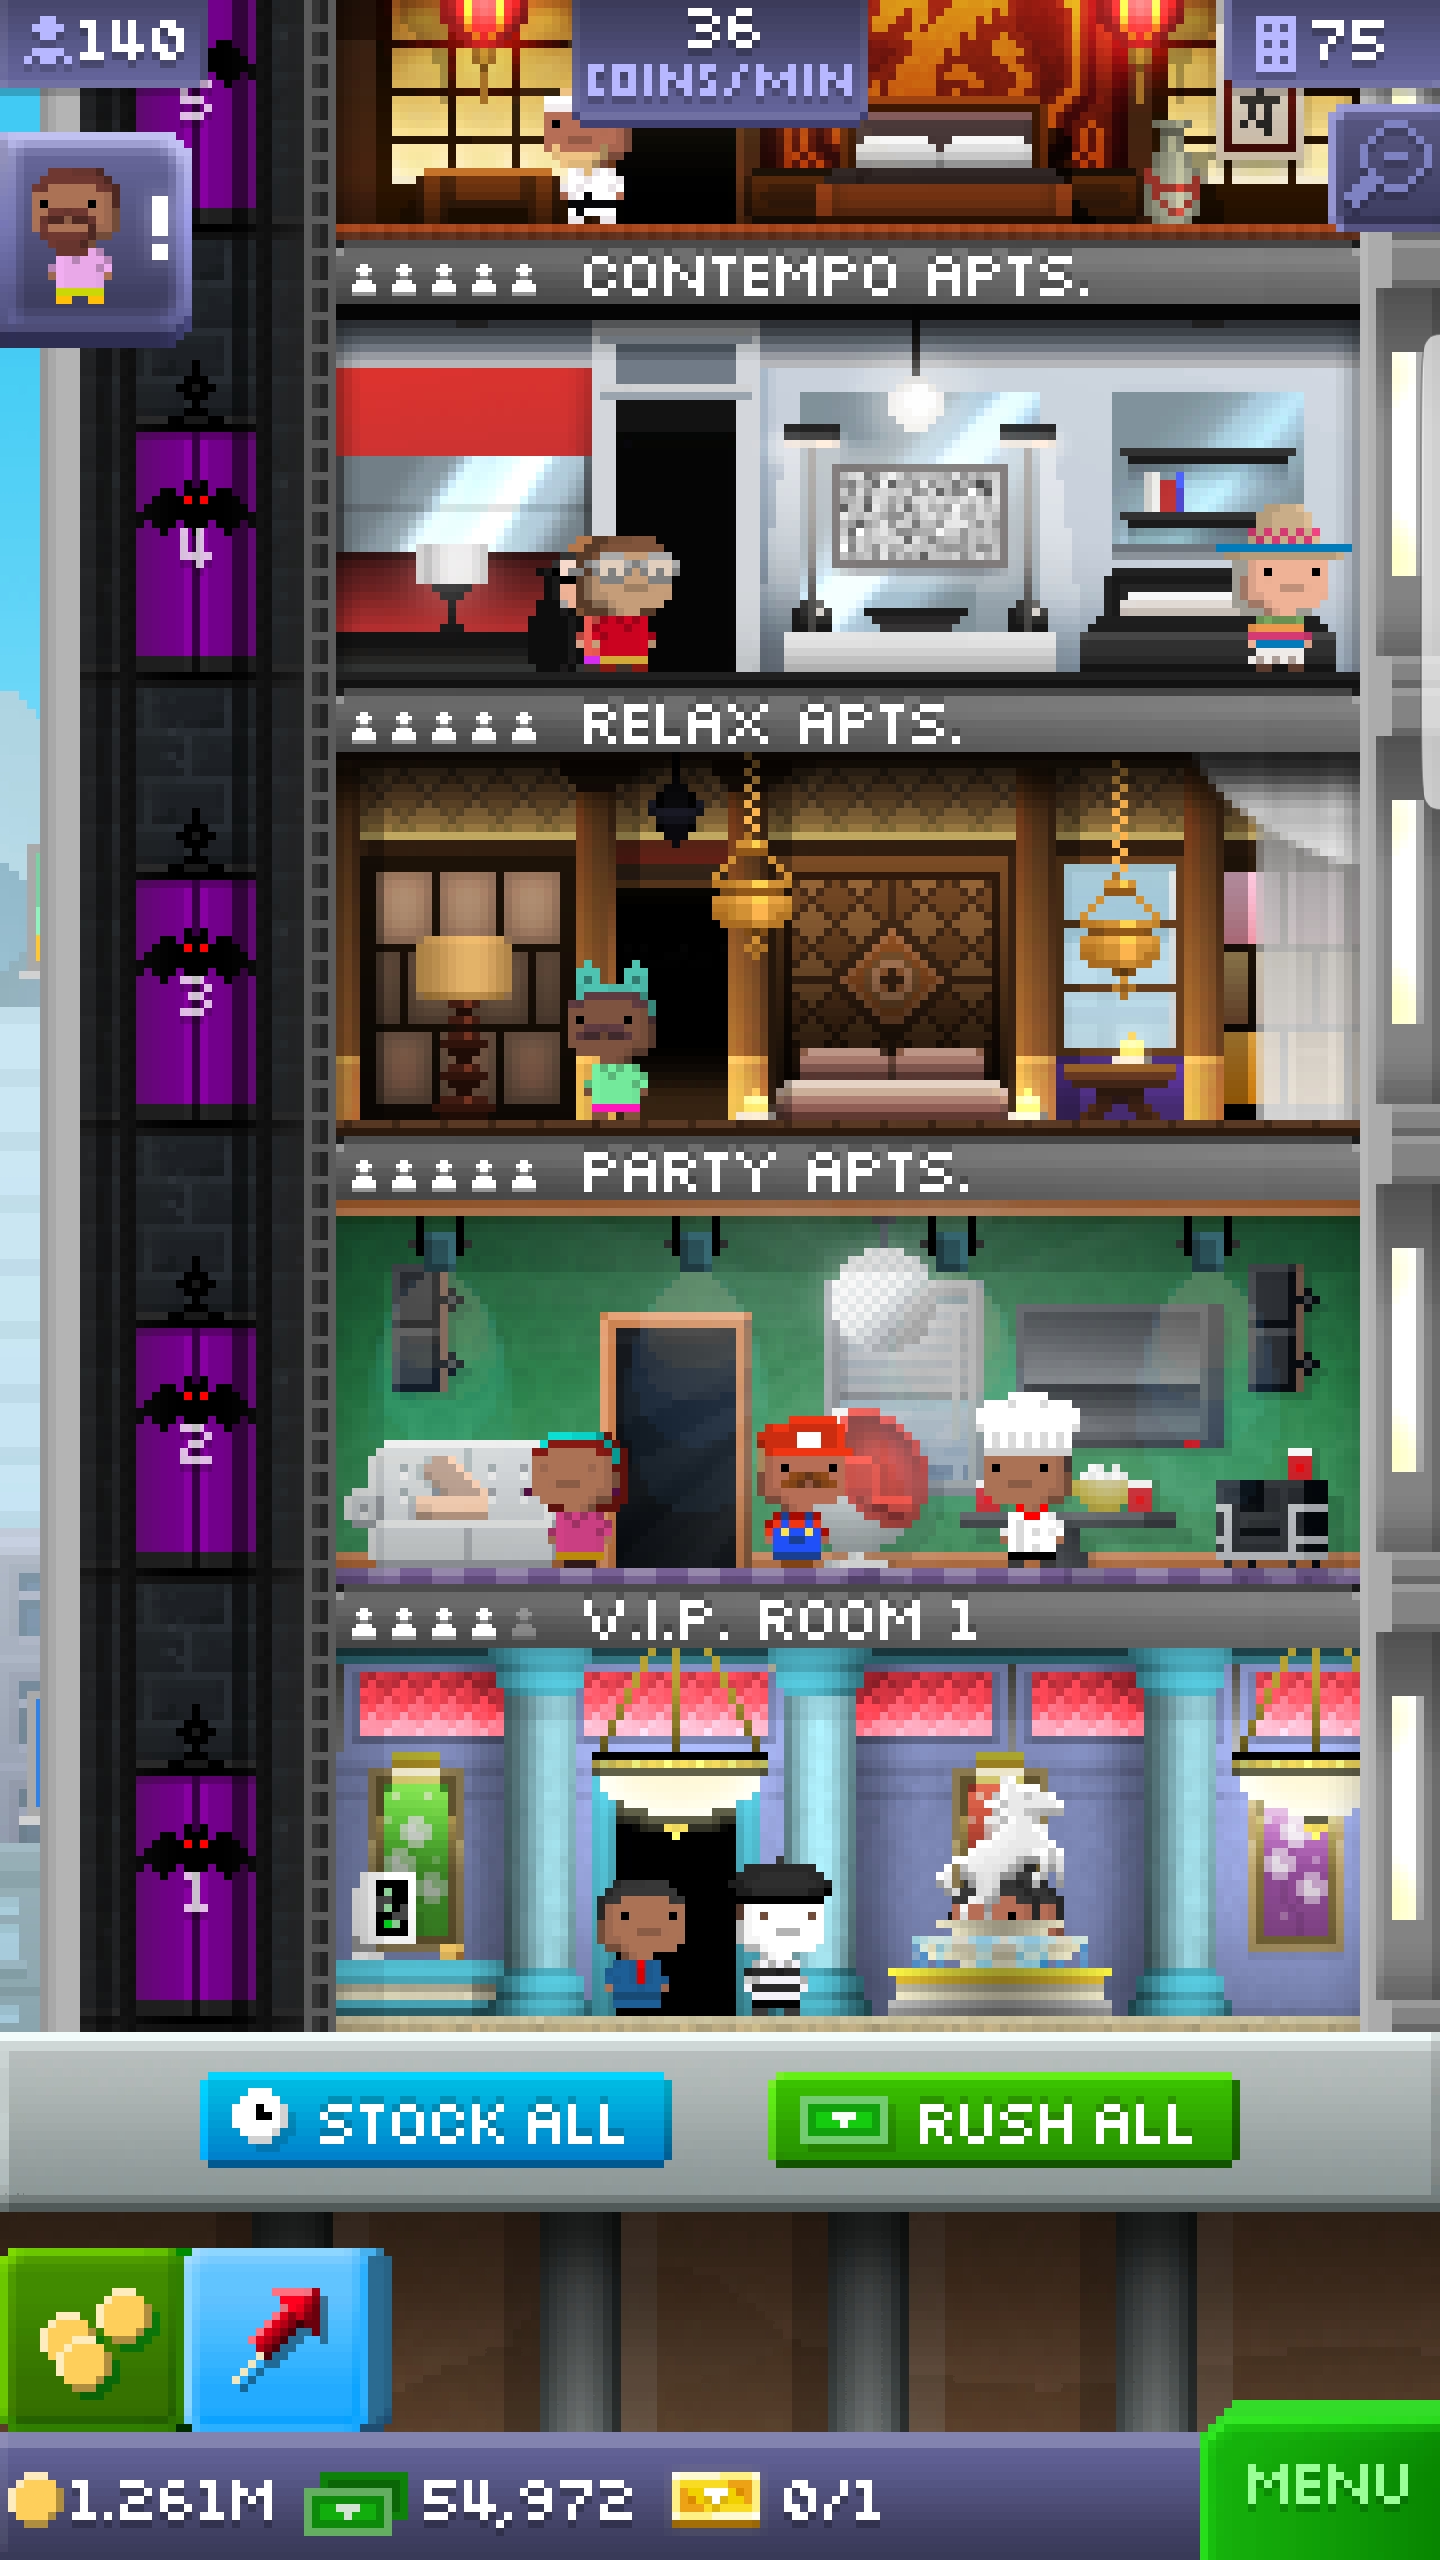 140
36
COINS/MIN
75
5
!
CONTEMPO APTS.
4
RELAX APTS.
3
PARTY APTS.
2
V.I.P. ROOM 1
1
STOCK ALL
RUSH ALL
1.261M
54,972
0/1
MENU